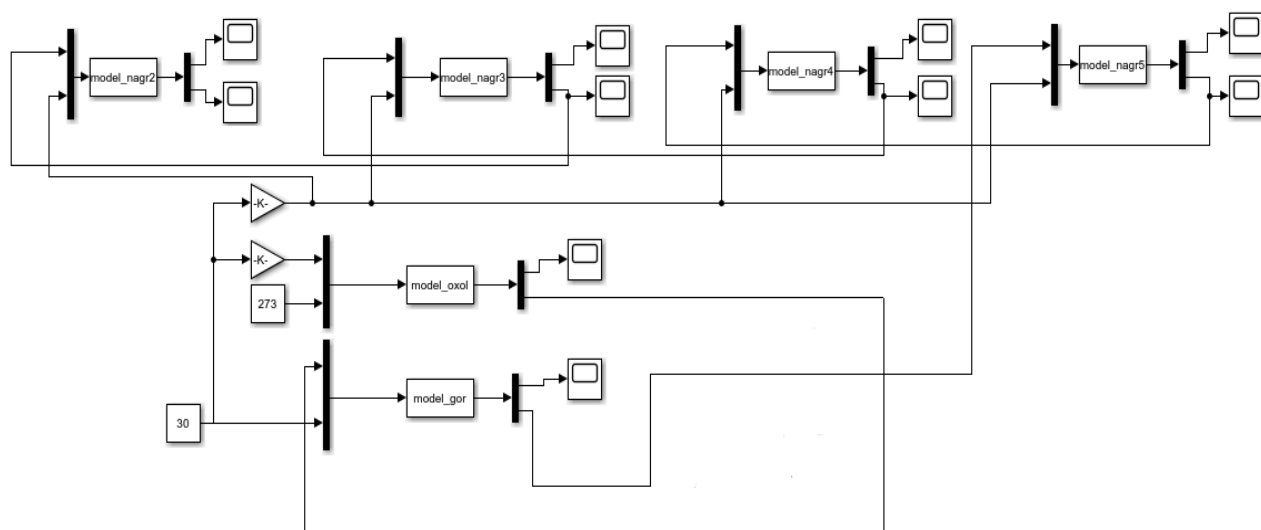 model_nagr2
model_nagr3
model_nagr4
model_nagr5
-K-
-K-
273
model_oxol
30
model_gor